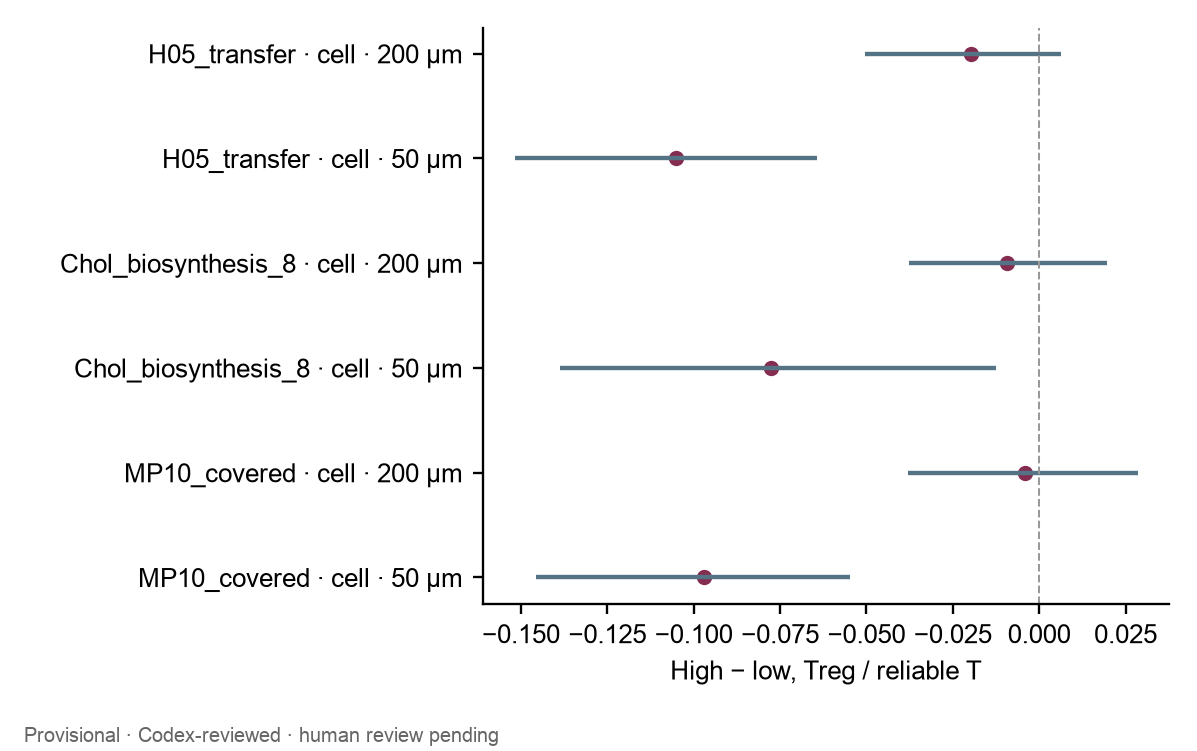 H05_transfer · cell · 200 µm
H05_transfer · cell · 50 µm
Chol_biosynthesis_8 · cell · 200 µm
Chol_biosynthesis_8 · cell · 50 µm
MP10_covered · cell · 200 µm
MP10_covered · cell · 50 µm
−0.150 −0.125 −0.100 −0.075 −0.050 −0.025 0.000 0.025
High − low, Treg / reliable T
Provisional · Codex-reviewed · human review pending